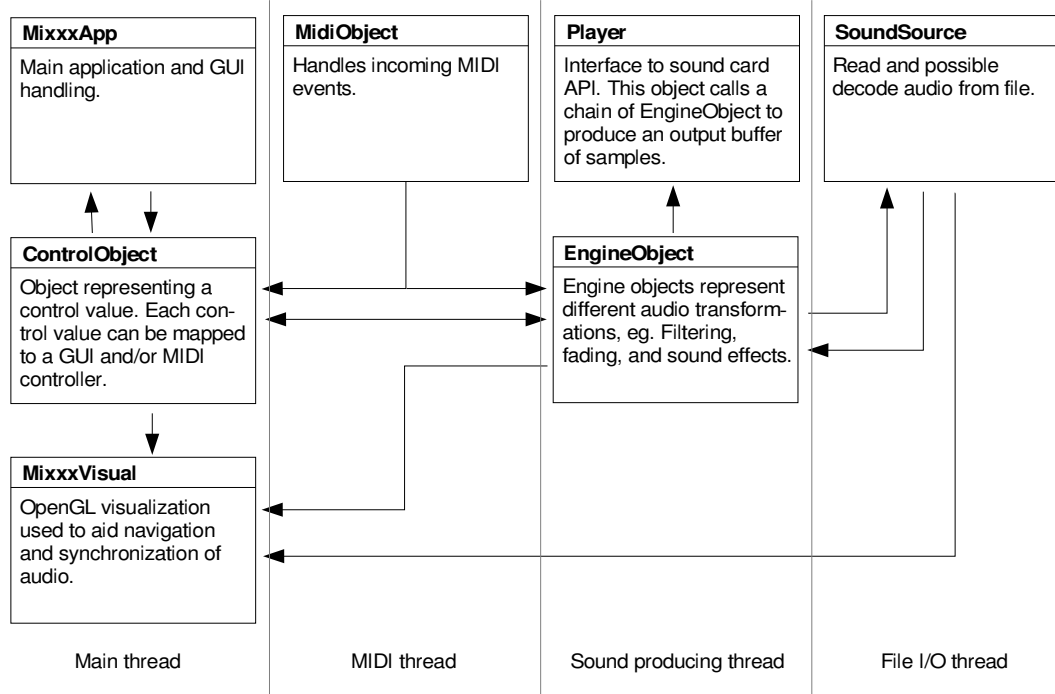 MixxxApp
Main application and GUI
handling.
MidiObject
Handles incoming MIDI
events.
Player
Interface to sound card
API. This object calls a
chain of EngineObject to
produce an output buffer
of samples.
SoundSource
Read and possible
decode audio from file.
ControlObject
Object representing a
control value. Each con-
trol value can be mapped
to a GUI and/or MIDI
controller.
EngineObject
Engine objects represent
different audio transform-
ations, eg. Filtering,
fading, and sound effects.
MixxxVisual
OpenGL visualization
used to aid navigation
and synchronization of
audio.
Main thread
MIDI thread
Sound producing thread
File I/O thread